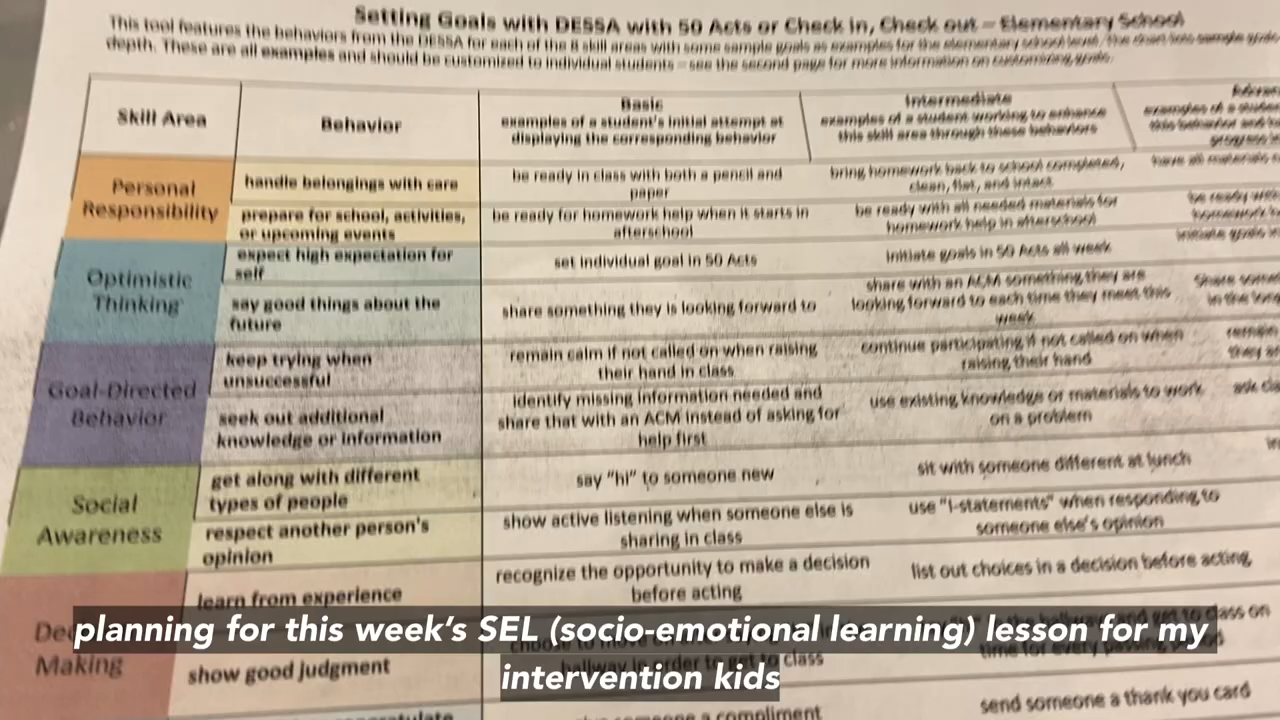 Setting Goals with DESSA with 50 Acts or Check in, Check out – Elementary School
This tool features the behaviors from the DESSA for each of the 8 skill areas with some sample goals as examples for the elementary school level.
depth. These are all examples and should be customized to individual students – see the second page for more information on customizing goals.
Skill Area
Behavior
Basic
examples of a student's initial attempt at
displaying the corresponding behavior
Intermediate
examples of a student working to enhance
this skill area through these behaviors
Personal
Responsibility
handle belongings with care
be ready in class with both a pencil and
paper
bring homework back to school completed,
clean, flat, and intact
have all materials
prepare for school, activities,
or upcoming events
be ready for homework help when it starts in
afterschool
be ready with all needed materials for
homework help in afterschool
Optimistic
Thinking
expect high expectation for
self
set individual goal in 50 Acts
Initiate goals in 50 Acts all week
say good things about the
future
share something they is looking forward to
share with an ACM something they are
looking forward to each time they meet this
week
Goal-Directed
Behavior
keep trying when
unsuccessful
remain calm if not called on when raising
their hand in class
continue participating if not called on when
raising their hand
seek out additional
knowledge or information
identify missing information needed and
share that with an ACM instead of asking for
help first
use existing knowledge or materials to work
on a problem
Social
Awareness
get along with different
types of people
say "hi" to someone new
sit with someone different at lunch
respect another person's
opinion
show active listening when someone else is
sharing in class
use "I-statements" when responding to
someone else's opinion
Making
learn from experience
recognize the opportunity to make a decision
before acting
list out choices in a decision before acting
show good judgment
hallway in order to get to class
send someone a thank you card
someone a compliment
planning for this week's SEL (socio-emotional learning) lesson for my
intervention kids